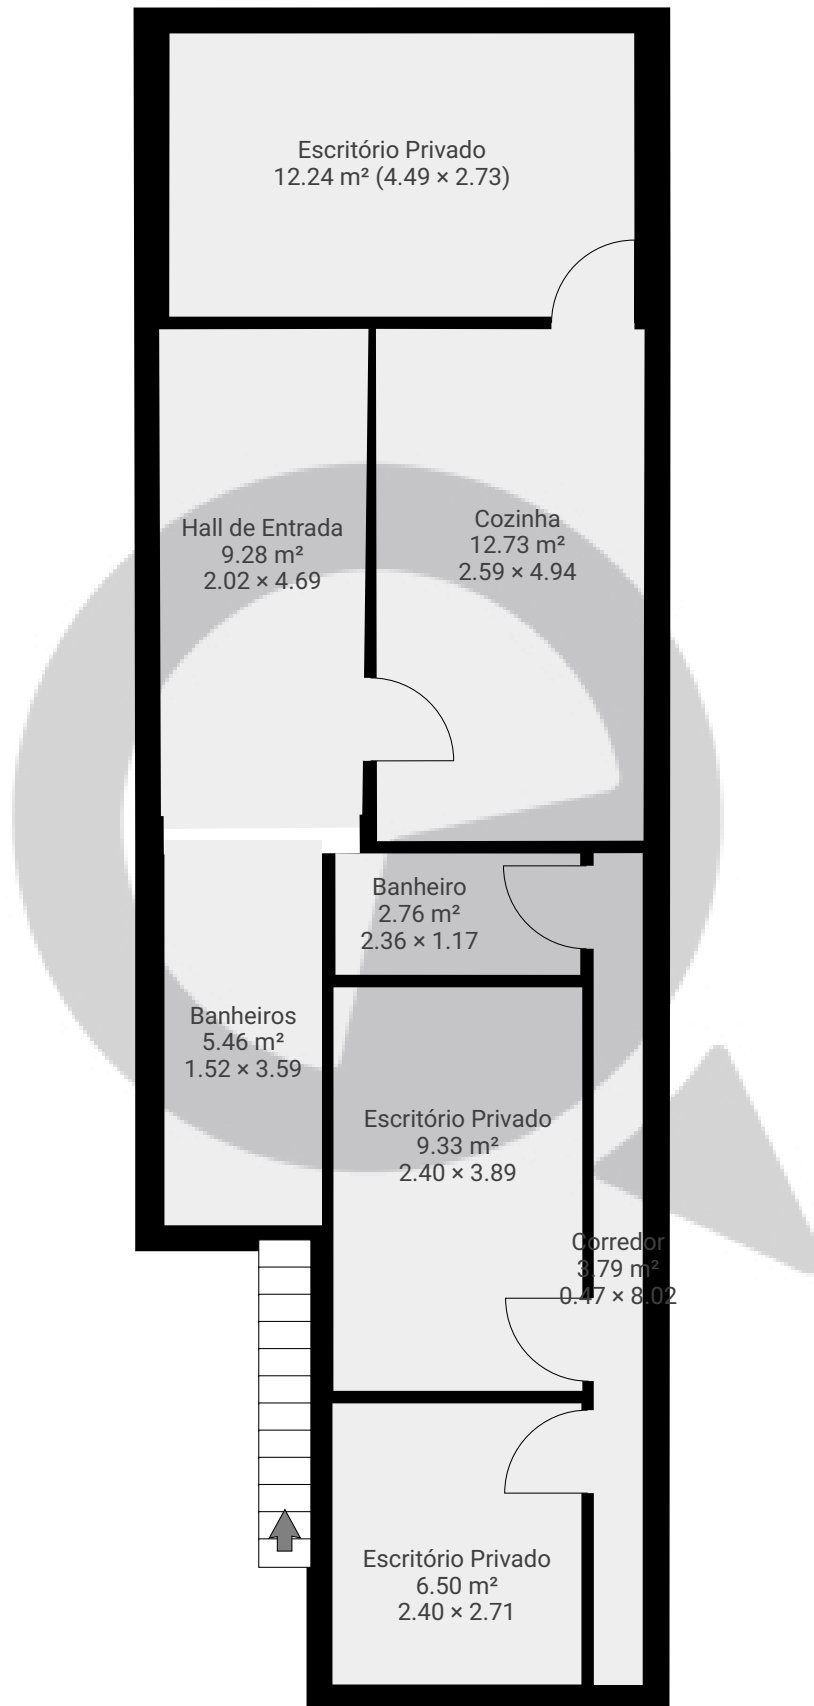 Escritório Privado
12.24 m² (4.49 × 2.73)
Hall de Entrada
9.28 m²
2.02 × 4.69
Cozinha
12.73 m²
2.59 × 4.94
Banheiro
2.76 m²
2.36 × 1.17
Banheiros
5.46 m²
1.52 × 3.59
Escritório Privado
9.33 m²
2.40 × 3.89
Corredor
3.79 m²
0.47 × 8.02
Escritório Privado
6.50 m²
2.40 × 2.71